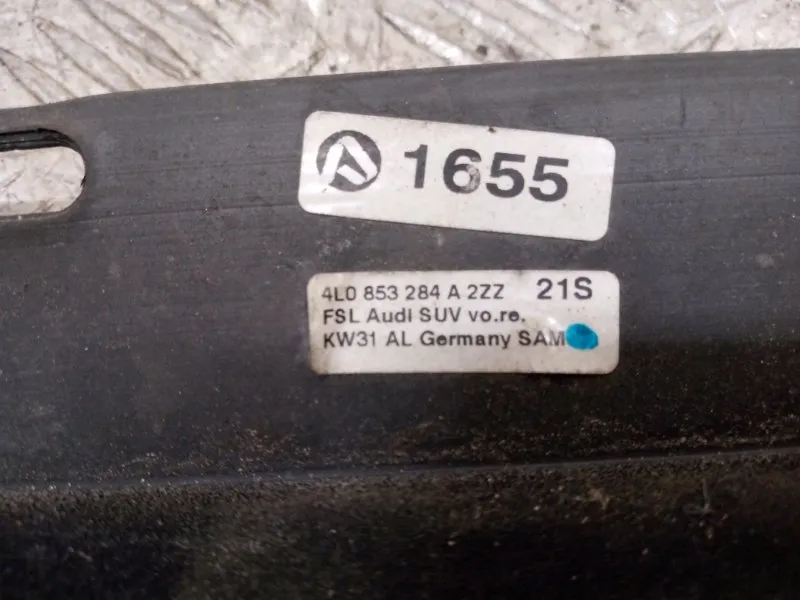 1655
4L0 853 284 A 2ZZ 21S
FSL Audi SUV vo.re.
KW31 AL Germany SAM